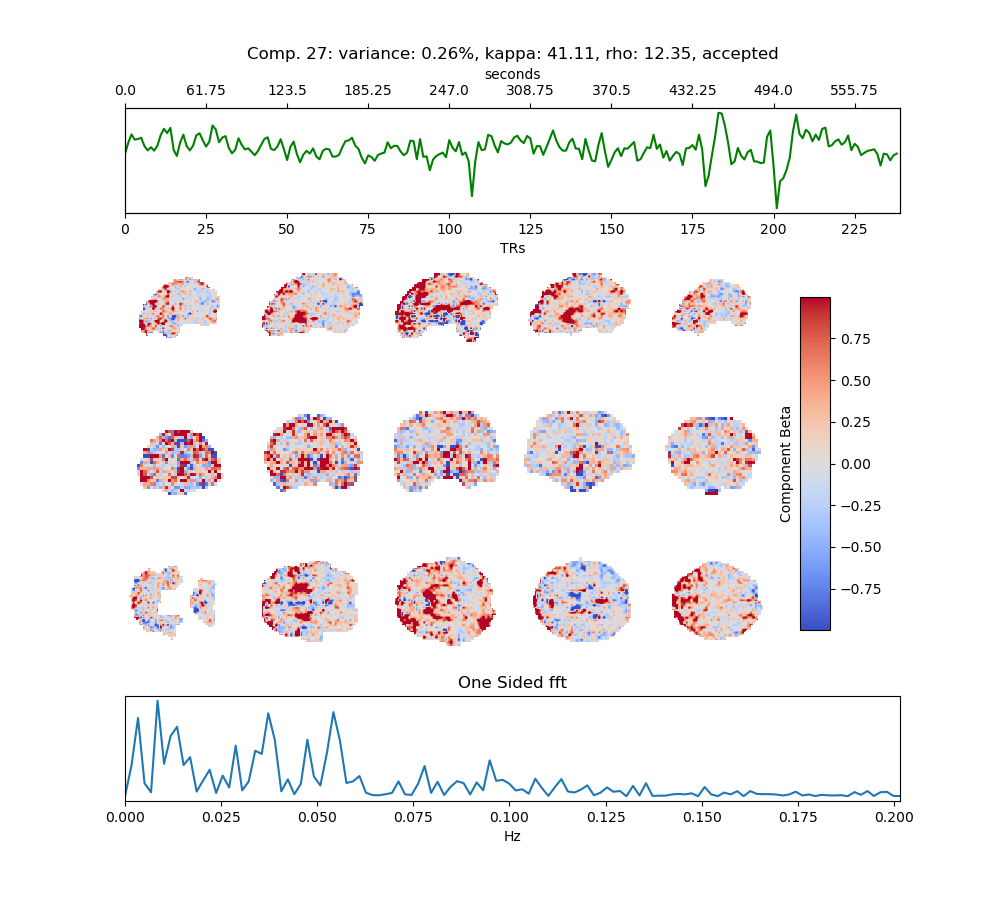 Comp. 27: variance: 0.26%, kappa: 41.11, rho: 12.35, accepted
seconds
0.0 61.75 123.5 185.25 247.0 308.75 370.5 432.25 494.0 555.75
0 25 50 75 100 125 150 175 200 225
TRs
0.75
0.50
0.25
0.00
−0.25
−0.50
−0.75
Component Beta
One Sided fft
0.000 0.025 0.050 0.075 0.100 0.125 0.150 0.175 0.200
Hz